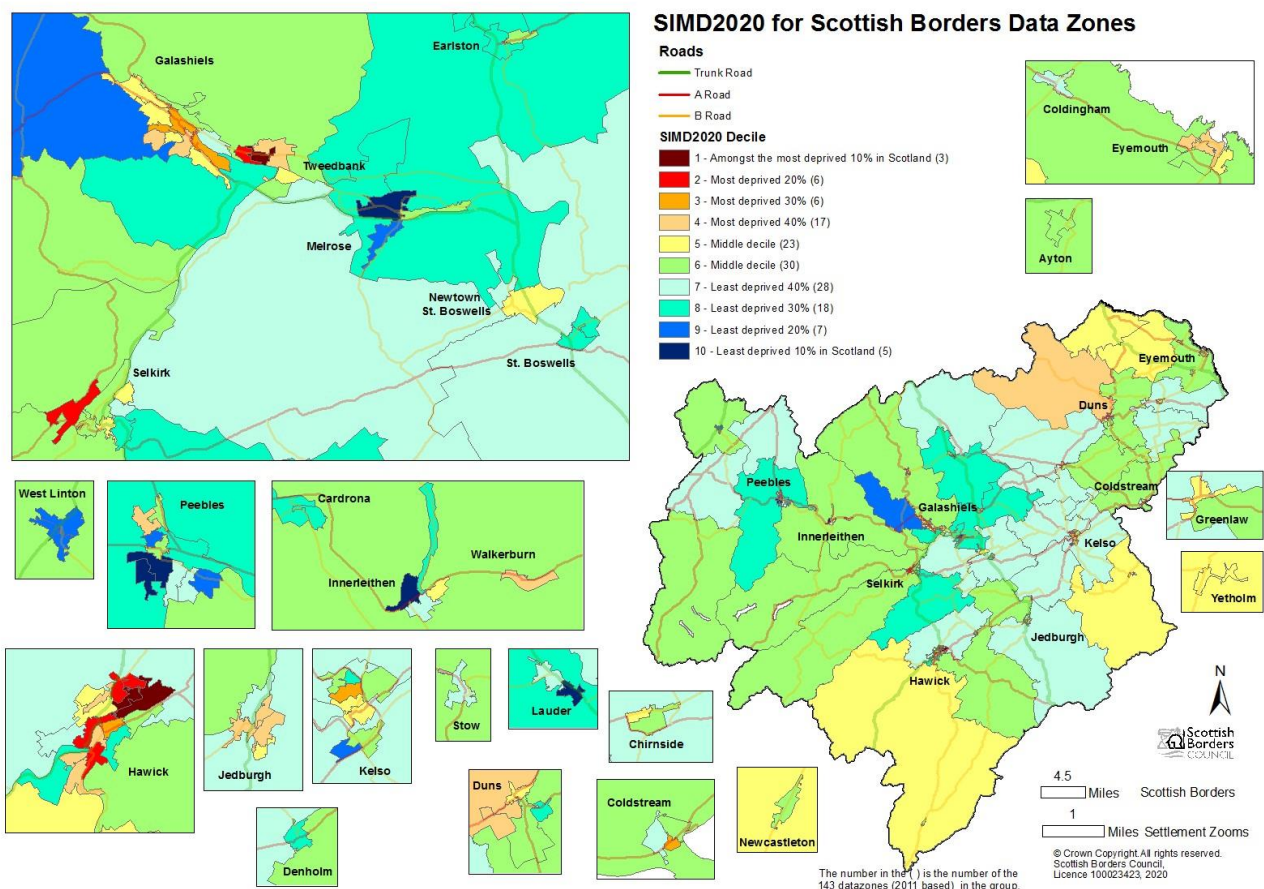 SIMD2020 for Scottish Borders Data Zones
Roads
Trunk Road
A Road
B Road
SIMD2020 Decile
1 - Amongst the most deprived 10% in Scotland (3)
2 - Most deprived 20% (6)
3 - Most deprived 30% (6)
4 - Most deprived 40% (17)
5 - Middle decile (23)
6 - Middle decile (30)
7 - Least deprived 40% (28)
8 - Least deprived 30% (18)
9 - Least deprived 20% (7)
10 - Least deprived 10% in Scotland (5)
Earlston
Galashiels
Tweedbank
Melrose
Newtown
St. Boswells
St. Boswells
Selkirk
Coldingham
Eyemouth
Ayton
West Linton
Peebles
Cardrona
Walkerburn
Innerleithen
Eyemouth
Duns
Coldstream
Peebles
Galashiels
Innerleithen
Kelso
Selkirk
Jedburgh
Hawick
Greenlaw
Yetholm
Hawick
Jedburgh
Kelso
Stow
Lauder
Chirnside
Denholm
Duns
Coldstream
Newcastleton
N
Scottish
Borders
COUNCIL
4.5
Miles Scottish Borders
1
Miles Settlement Zooms
© Crown Copyright.All rights reserved.
Scottish Borders Council,
Licence 100023423, 2020
The number in the ( ) is the number of the
143 datazones (2011 based) in the group.